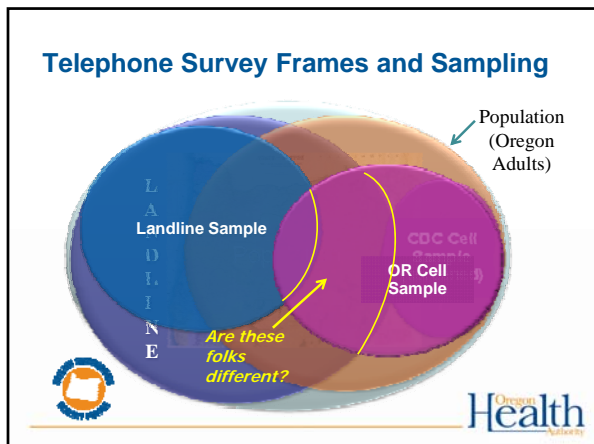 Telephone Survey Frames and Sampling
Population
(Oregon
Adults)
L
A
D
L
I
N
E
Landline Sample
CDC Cell
Sample
OR Cell
Sample
Are these
folks
different?
Oregon
Health
Authority